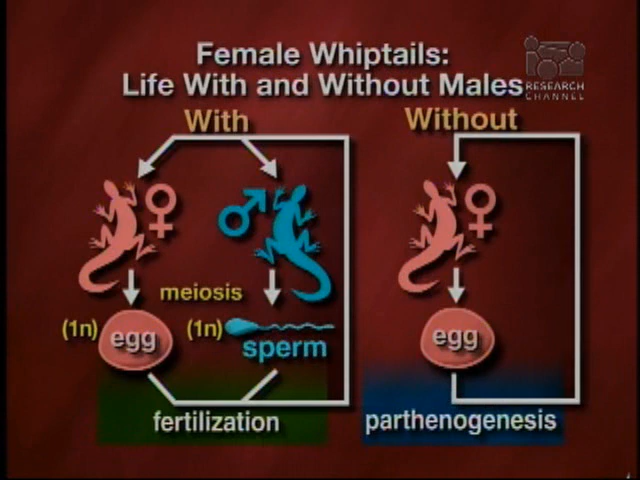 Female Whiptails:
Life With and Without Males
RESEARCH
CHANNEL
With
Without
meiosis
(1n)
egg
(1n)
sperm
egg
fertilization
parthenogenesis